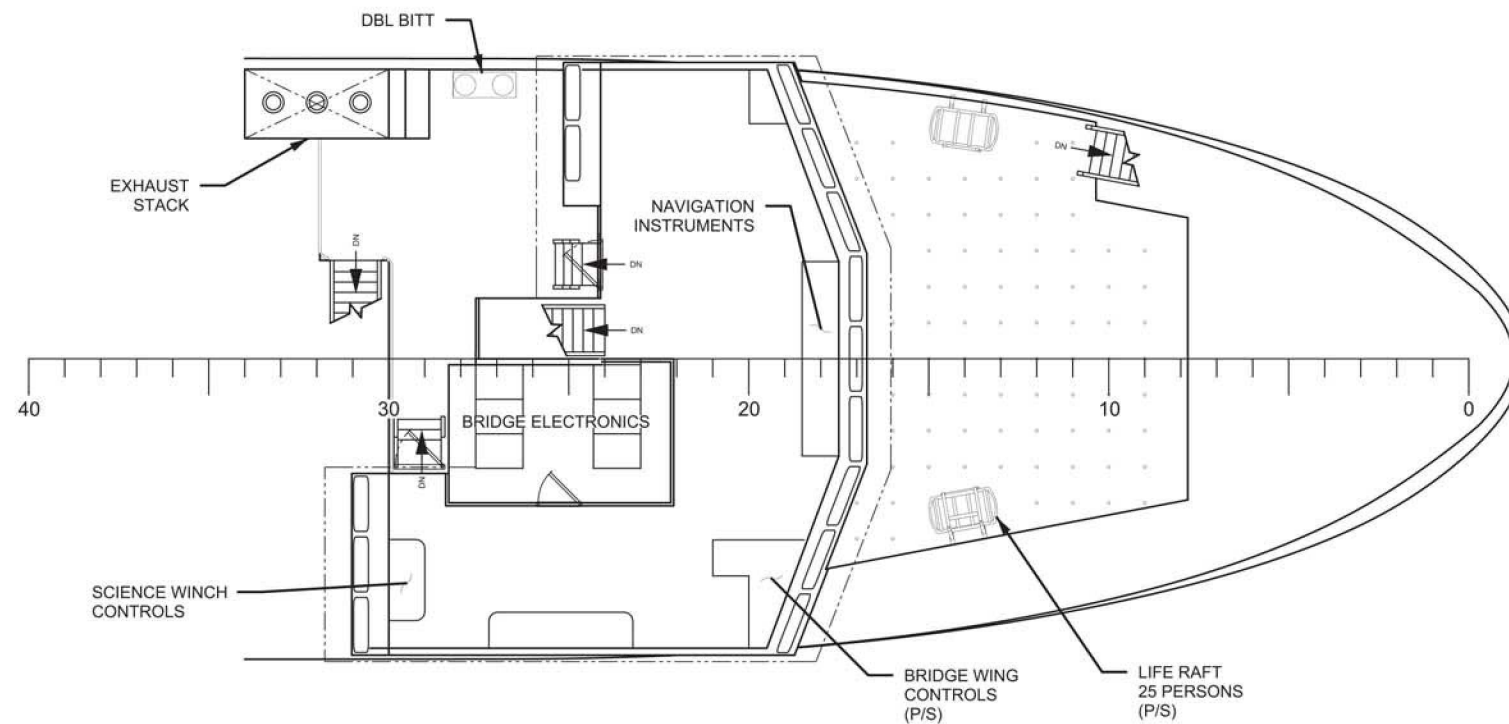 DBL BITT
EXHAUST
STACK
NAVIGATION
INSTRUMENTS
DN
DN
DN
DN
40
30
20
10
0
BRIDGE ELECTRONICS
DN
SCIENCE WINCH
CONTROLS
BRIDGE WING
CONTROLS
(P/S)
LIFE RAFT
25 PERSONS
(P/S)